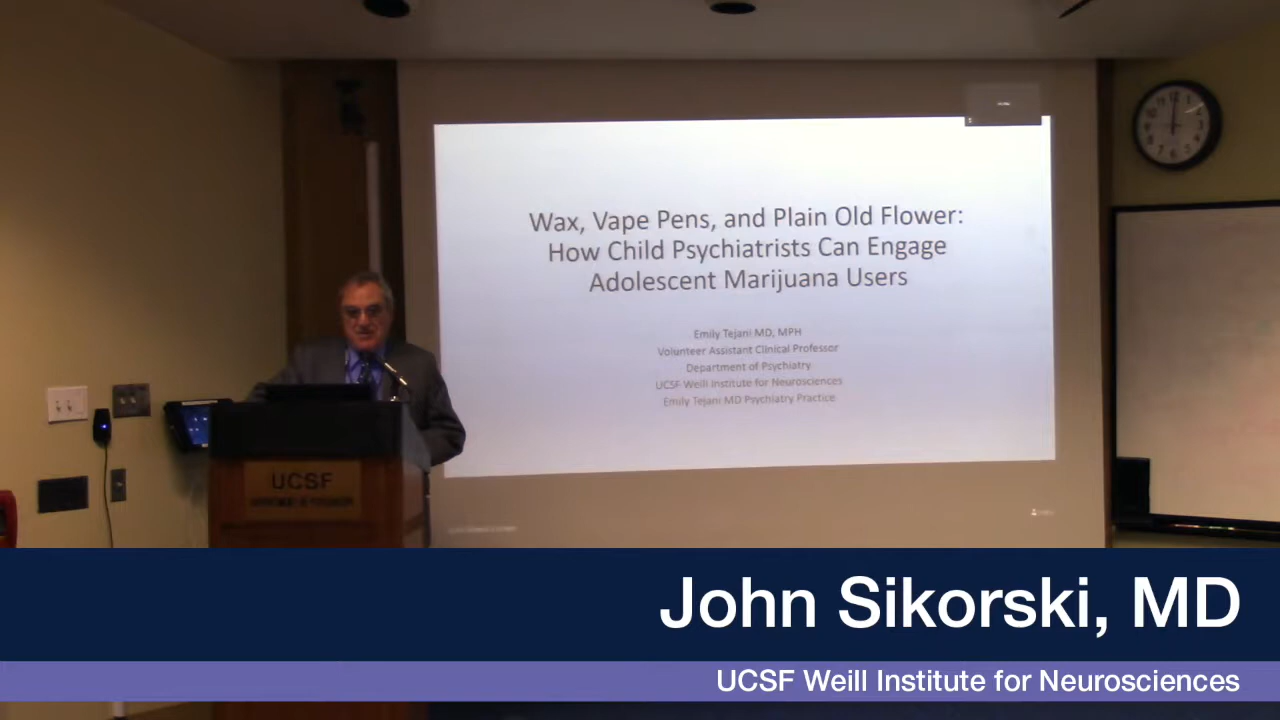 Wax, Vape Pens, and Plain Old Flower:
How Child Psychiatrists Can Engage
Adolescent Marijuana Users
Emily Tejani MD, MPH
Volunteer Assistant Clinical Professor
Department of Psychiatry
UCSF Weill Institute for Neurosciences
Emily Tejani MD Psychiatry Practice
UCSF
John Sikorski, MD
UCSF Weill Institute for Neurosciences